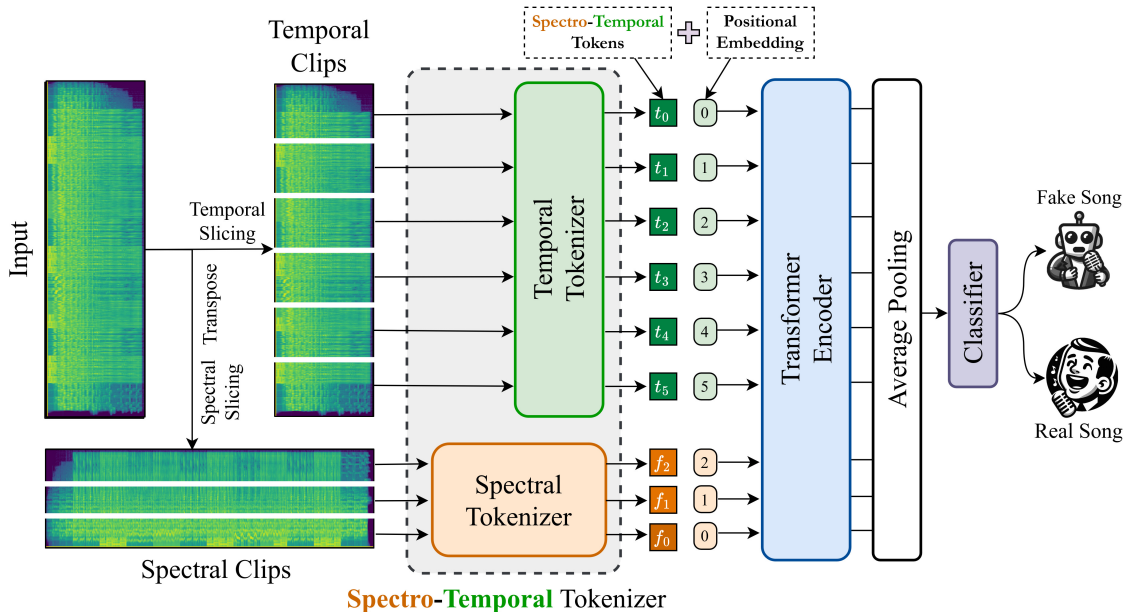 Spectro-Temporal
Tokens
Positional
Embedding
Temporal
Clips
Input
Temporal
Slicing
Transpose
Spectral
Slicing
Temporal
Tokenizer
t0
0
t1
1
t2
2
t3
3
t4
4
t5
5
Spectral
Tokenizer
f2
2
f1
1
f0
0
Transformer
Encoder
Average Pooling
Classifier
Fake Song
Real Song
Spectral Clips
Spectro-Temporal Tokenizer